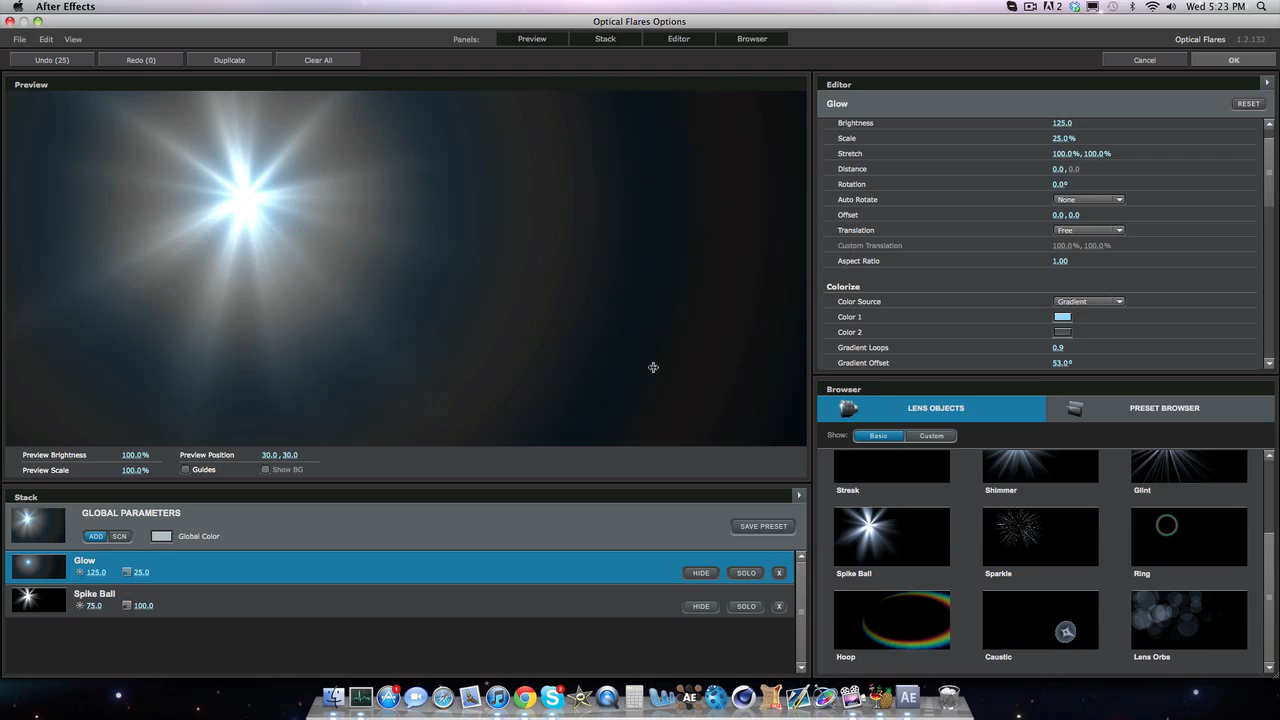 After Effects
2
Wed 5:23 PM
Optical Flares Options
File Edit View
Panels: Preview Stack Editor Browser
Optical Flares 1.2.132
Undo (25) Redo (0) Duplicate Clear All
Cancel OK
Preview
Editor
Glow RESET
Brightness 125.0
Scale 25.0%
Stretch 100.0%, 100.0%
Distance 0.0, 0.0
Rotation 0.0°
Auto Rotate None
Offset 0.0, 0.0
Translation Free
Custom Translation 100.0%, 100.0%
Aspect Ratio 1.00
Colorize
Color Source Gradient
Color 1
Color 2
Gradient Loops 0.9
Gradient Offset 53.0°
Preview Brightness 100.0% Preview Position 30.0, 30.0
Preview Scale 100.0% Guides Show BG
Stack
GLOBAL PARAMETERS
ADD SCN Global Color
SAVE PRESET
Glow
125.0 25.0 HIDE SOLO X
Spike Ball
75.0 100.0 HIDE SOLO X
Browser
LENS OBJECTS PRESET BROWSER
Show: Basic Custom
Streak Shimmer Glint
Spike Ball Sparkle Ring
Hoop Caustic Lens Orbs
AE AE